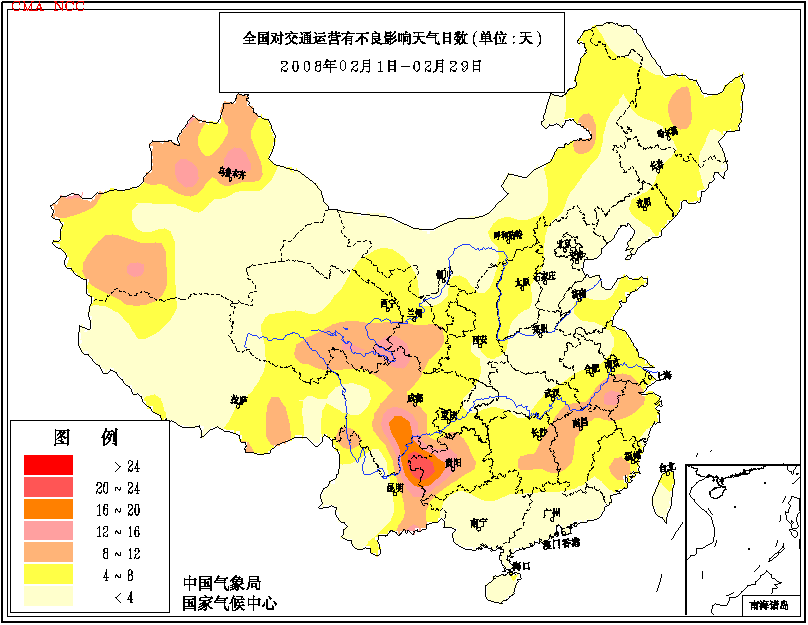 CMA NCC
全国对交通运营有不良影响天气日数(单位:天)
2008年02月1日-02月29日
哈尔滨
长春
乌鲁木齐
沈阳
呼和浩特
北京
天津
银川
太原
石家庄
西宁
济南
兰州
郑州
西安
南京
合肥
上海
拉萨
成都
武汉
重庆
南昌
长沙
贵阳
福州
昆明
台北
广州
南宁
澳门 香港
海口
图 例
>24
20~24
16~20
12~16
8~12
4~8
<4
中国气象局
国家气候中心
南海诸岛